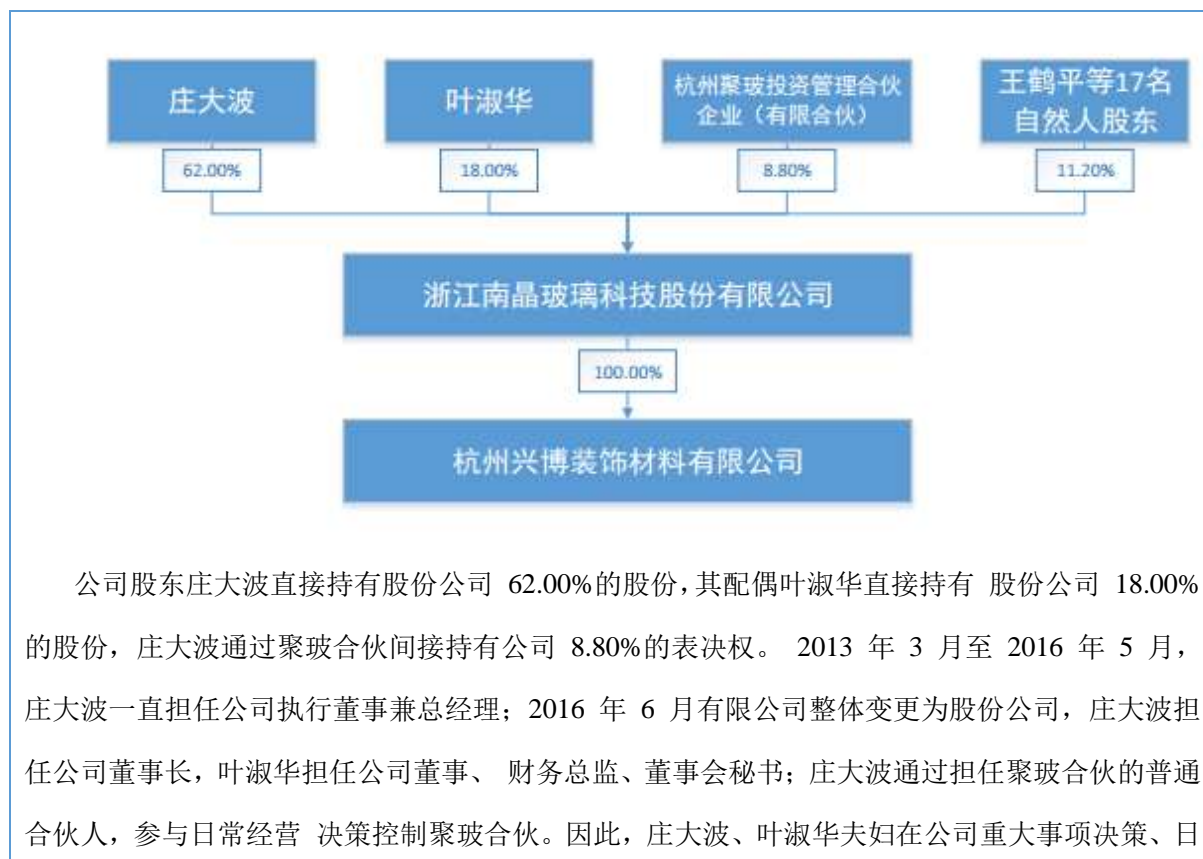 庄大波
叶淑华
杭州聚玻投资管理合伙
企业（有限合伙）
王鹤平等17名
自然人股东
62.00%
18.00%
8.80%
11.20%
浙江南晶玻璃科技股份有限公司
100.00%
杭州兴博装饰材料有限公司
公司股东庄大波直接持有股份公司 62.00%的股份，其配偶叶淑华直接持有 股份公司 18.00%
的股份，庄大波通过聚玻合伙间接持有公司 8.80%的表决权。 2013 年 3 月至 2016 年 5 月，
庄大波一直担任公司执行董事兼总经理；2016 年 6 月有限公司整体变更为股份公司，庄大波担
任公司董事长，叶淑华担任公司董事、 财务总监、董事会秘书；庄大波通过担任聚玻合伙的普通
合伙人，参与日常经营 决策控制聚玻合伙。因此，庄大波、叶淑华夫妇在公司重大事项决策、日